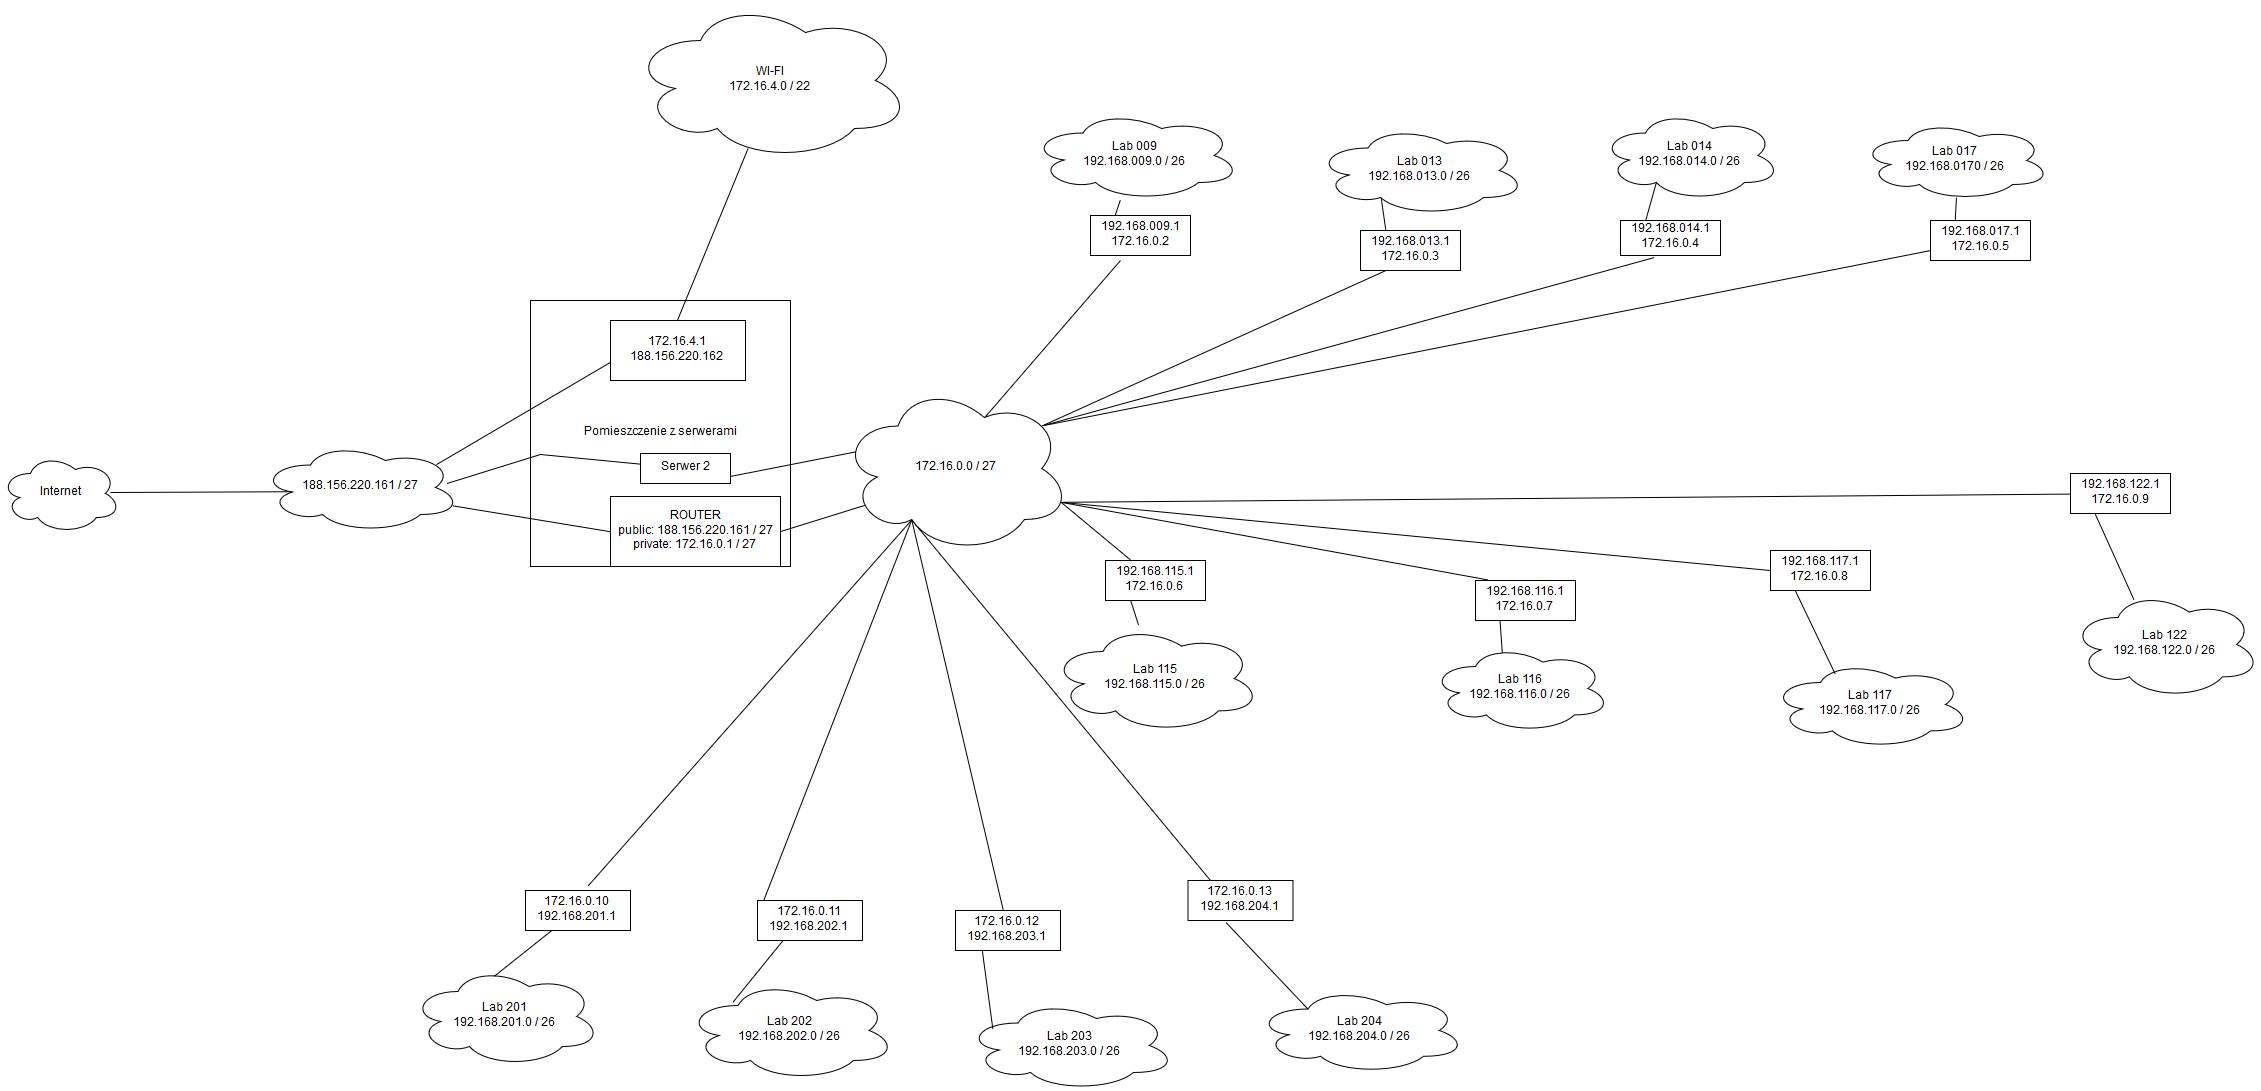 WI-FI
172.16.4.0 / 22
Lab 009
192.168.009.0 / 26
Lab 013
192.168.013.0 / 26
Lab 014
192.168.014.0 / 26
Lab 017
192.168.0170 / 26
192.168.009.1
172.16.0.2
192.168.013.1
172.16.0.3
192.168.014.1
172.16.0.4
192.168.017.1
172.16.0.5
172.16.4.1
188.156.220.162
Pomieszczenie z serwerami
Serwer 2
ROUTER
public: 188.156.220.161 / 27
private: 172.16.0.1 / 27
Internet
188.156.220.161 / 27
172.16.0.0 / 27
192.168.122.1
172.16.0.9
192.168.115.1
172.16.0.6
192.168.116.1
172.16.0.7
192.168.117.1
172.16.0.8
Lab 115
192.168.115.0 / 26
Lab 116
192.168.116.0 / 26
Lab 117
192.168.117.0 / 26
Lab 122
192.168.122.0 / 26
172.16.0.10
192.168.201.1
172.16.0.11
192.168.202.1
172.16.0.12
192.168.203.1
172.16.0.13
192.168.204.1
Lab 201
192.168.201.0 / 26
Lab 202
192.168.202.0 / 26
Lab 203
192.168.203.0 / 26
Lab 204
192.168.204.0 / 26